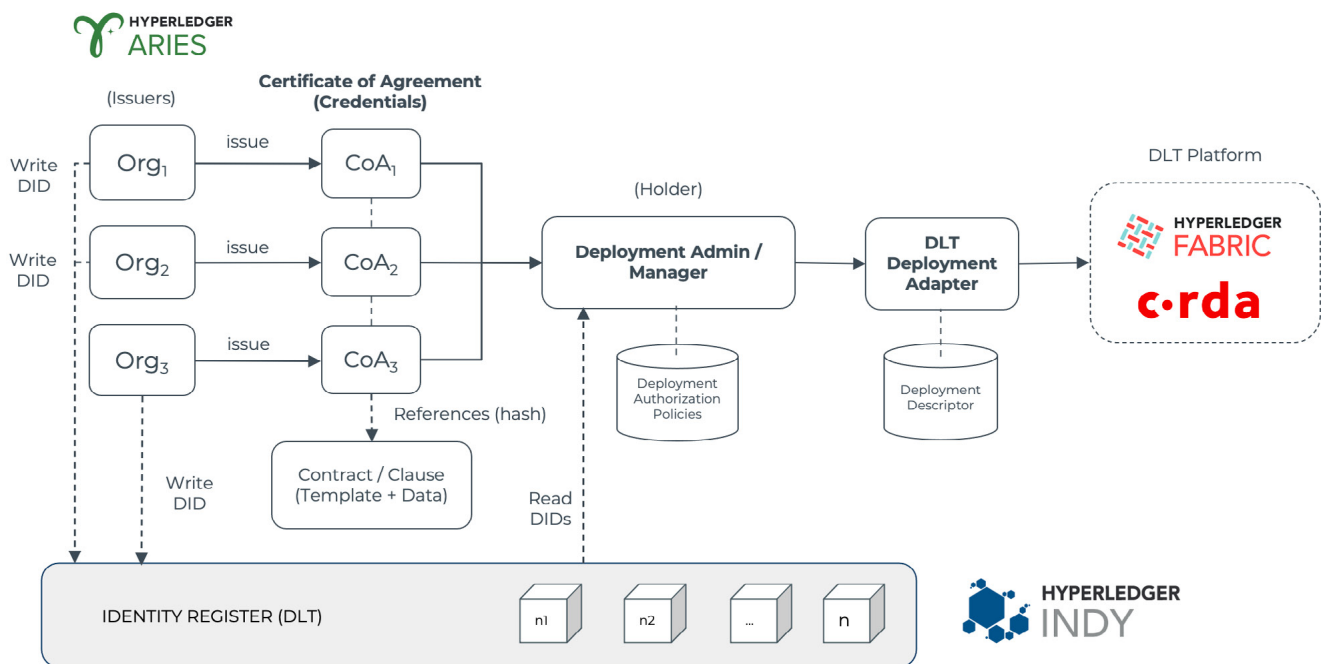 HYPERLEDGER
ARIES
(Issuers)
Certificate of Agreement
(Credentials)
Write
DID
Org₁
issue
CoA₁
DLT Platform
(Holder)
Write
DID
Org₂
issue
CoA₂
Deployment Admin /
Manager
DLT
Deployment
Adapter
HYPERLEDGER
FABRIC
c·rda
Org₃
issue
CoA₃
Deployment
Authorization
Policies
Deployment
Descriptor
References (hash)
Contract / Clause
(Template + Data)
Write
DID
Read
DIDs
IDENTITY REGISTER (DLT)
n1
n2
...
n
HYPERLEDGER
INDY